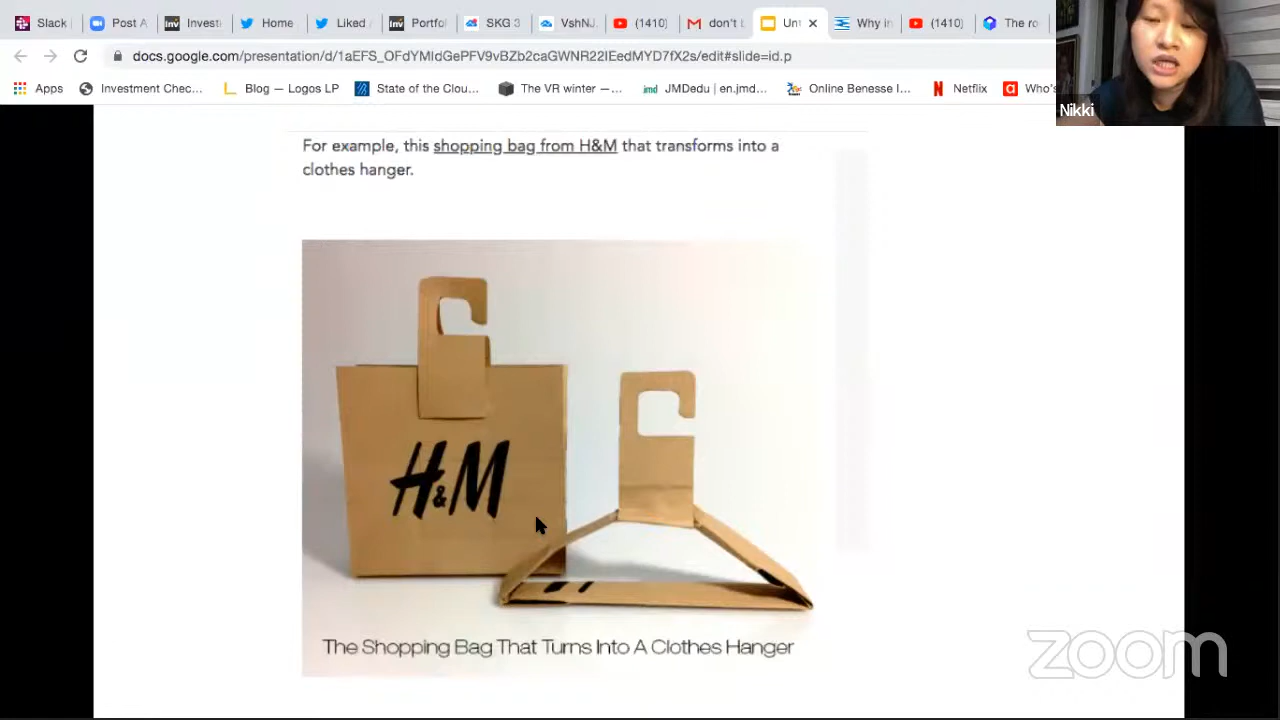 Slack
Post A
Invest
Home
Liked
Portfol
SKG 3
VshNJ.
(1410)
don't L
Unt
Why in
(1410)
The ro
docs.google.com/presentation/d/1aEFS_OFdYMIdGePFV9vBZb2caGWNR22IEedMYD7fX2s/edit#slide=id.p
Apps
Investment Chec...
Blog — Logos LP
State of the Clou...
The VR winter — ...
JMDedu | en.jmd...
Online Benesse I...
Netflix
Who's
Nikki
For example, this shopping bag from H&M that transforms into a
clothes hanger.
H&M
The Shopping Bag That Turns Into A Clothes Hanger
zoom